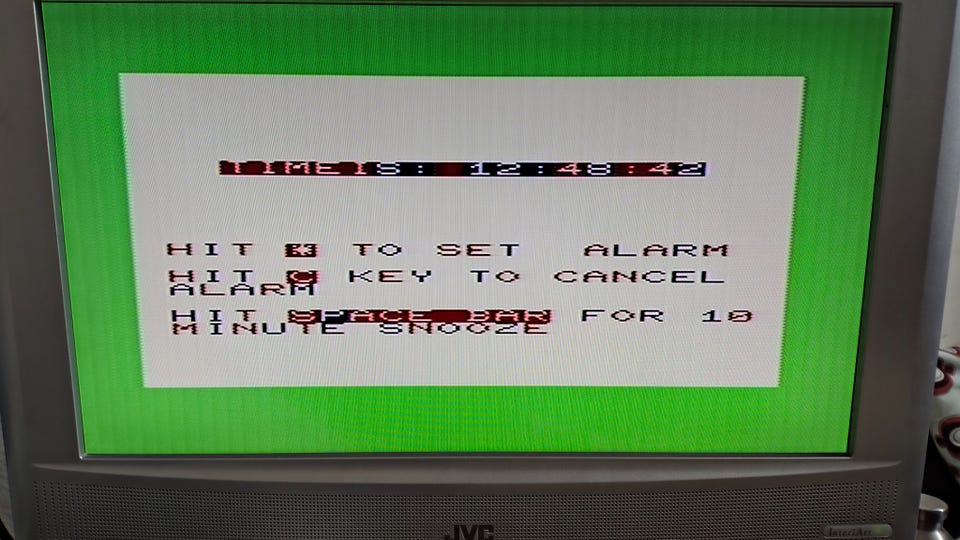 TIME IS: 12:48:42
HIT * TO SET ALARM
HIT C KEY TO CANCEL
ALARM
HIT SPACE BAR FOR 10
MINUTE SNOOZE
JVC
InteriArt